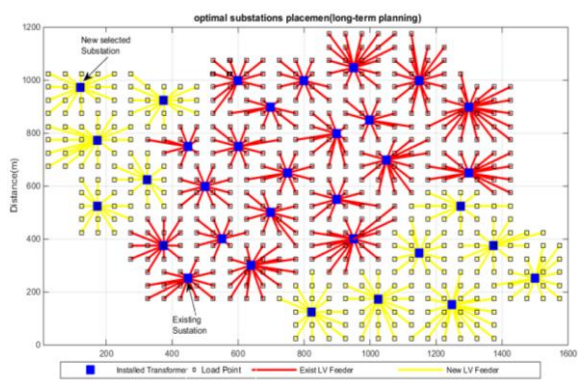 optimal substations placemen(long-term planning)
New selected
Substation
1200
1000
800
600
400
200
0
Distance(m)
Existing
Sustation
200
400
600
800
1000
1200
1400
1600
Installed Transformer
Load Point
Exist LV Feeder
New LV Feeder